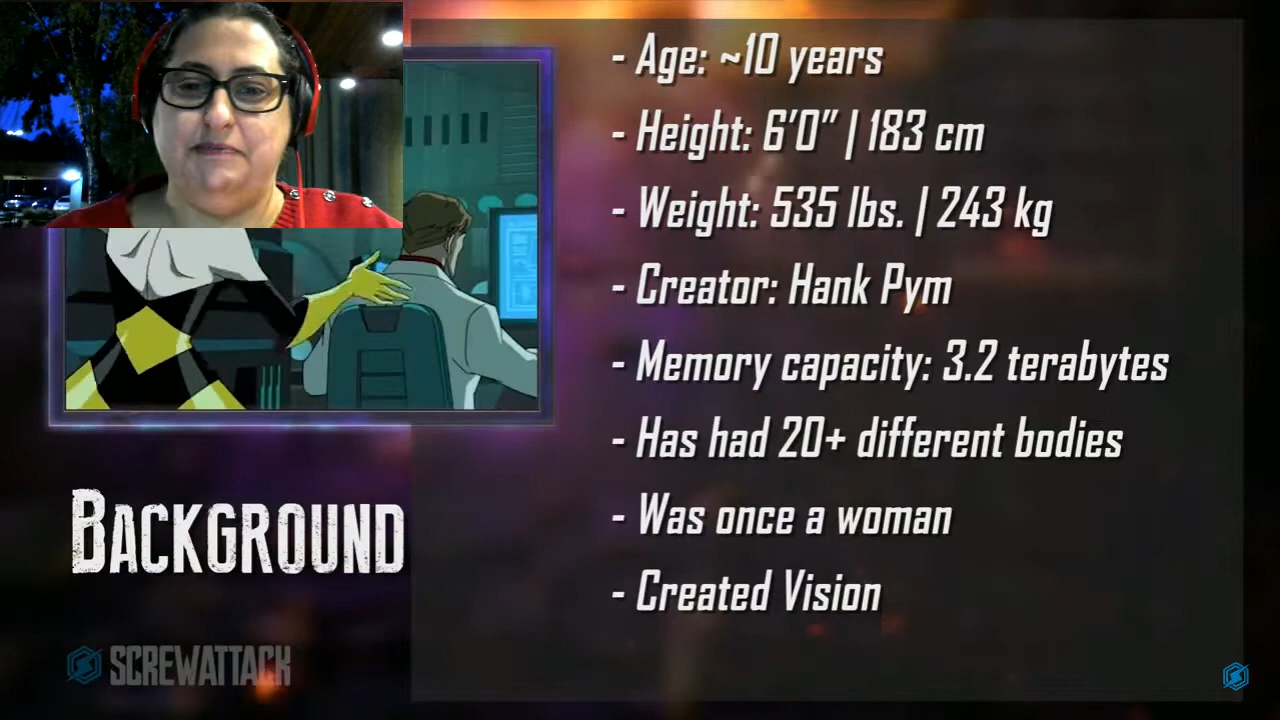 - Age: ~10 years
- Height: 6'0" | 183 cm
- Weight: 535 lbs. | 243 kg
- Creator: Hank Pym
- Memory capacity: 3.2 terabytes
- Has had 20+ different bodies
- Was once a woman
- Created Vision
BACKGROUND
SCREWATTACK